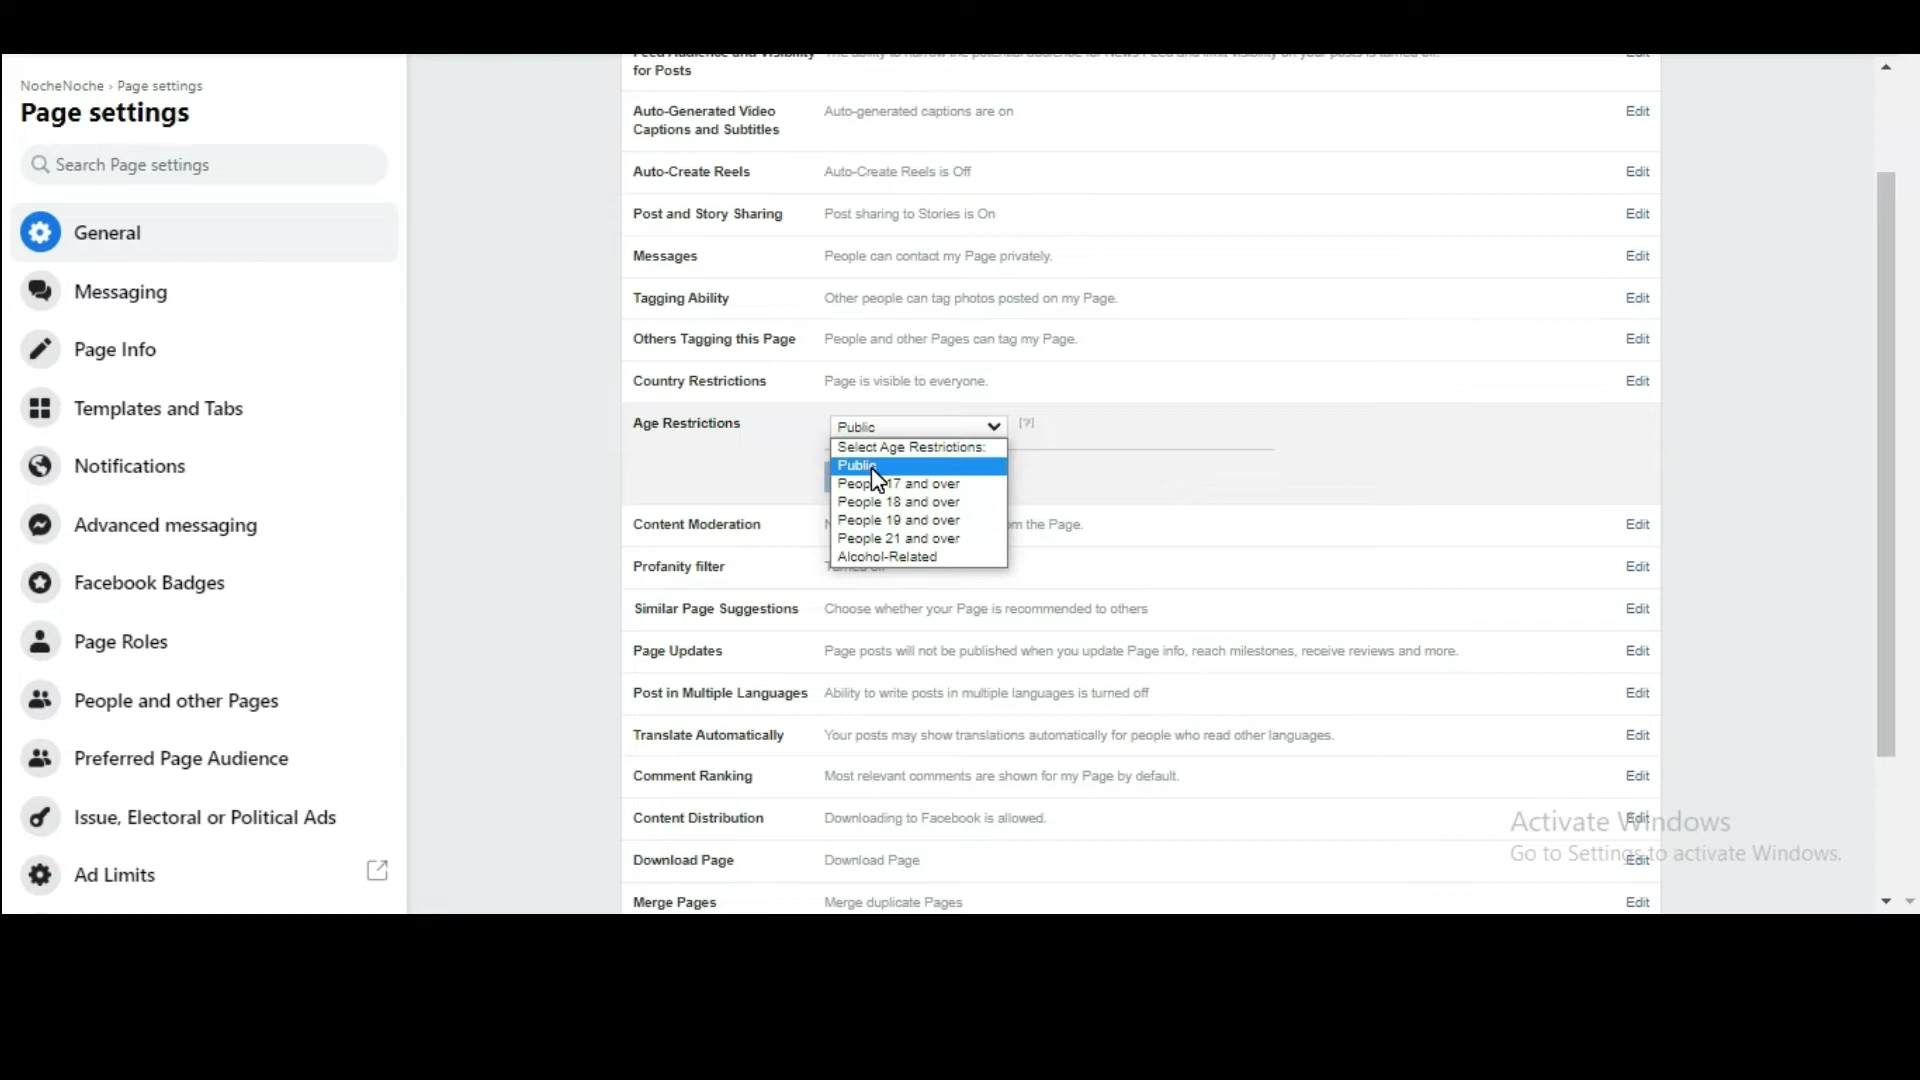 NocheNoche › Page settings
Page settings
Search Page settings
General
Messaging
Page Info
Templates and Tabs
Notifications
Advanced messaging
Facebook Badges
Page Roles
People and other Pages
Preferred Page Audience
Issue, Electoral or Political Ads
Ad Limits
for Posts
Auto-Generated Video Auto-generated captions are on Edit
Captions and Subtitles
Auto-Create Reels Auto-Create Reels is Off Edit
Post and Story Sharing Post sharing to Stories is On Edit
Messages People can contact my Page privately. Edit
Tagging Ability Other people can tag photos posted on my Page. Edit
Others Tagging this Page People and other Pages can tag my Page. Edit
Country Restrictions Page is visible to everyone. Edit
Age Restrictions Public [?]
Select Age Restrictions:
Public
People 17 and over
People 18 and over
People 19 and over
People 21 and over
Alcohol-Related
Content Moderation the Page. Edit
Profanity filter Edit
Similar Page Suggestions Choose whether your Page is recommended to others Edit
Page Updates Page posts will not be published when you update Page info, reach milestones, receive reviews and more. Edit
Post in Multiple Languages Ability to write posts in multiple languages is turned off Edit
Translate Automatically Your posts may show translations automatically for people who read other languages. Edit
Comment Ranking Most relevant comments are shown for my Page by default. Edit
Content Distribution Downloading to Facebook is allowed. Edit
Download Page Download Page Edit
Merge Pages Merge duplicate Pages Edit
Activate Windows
Go to Settings to activate Windows.